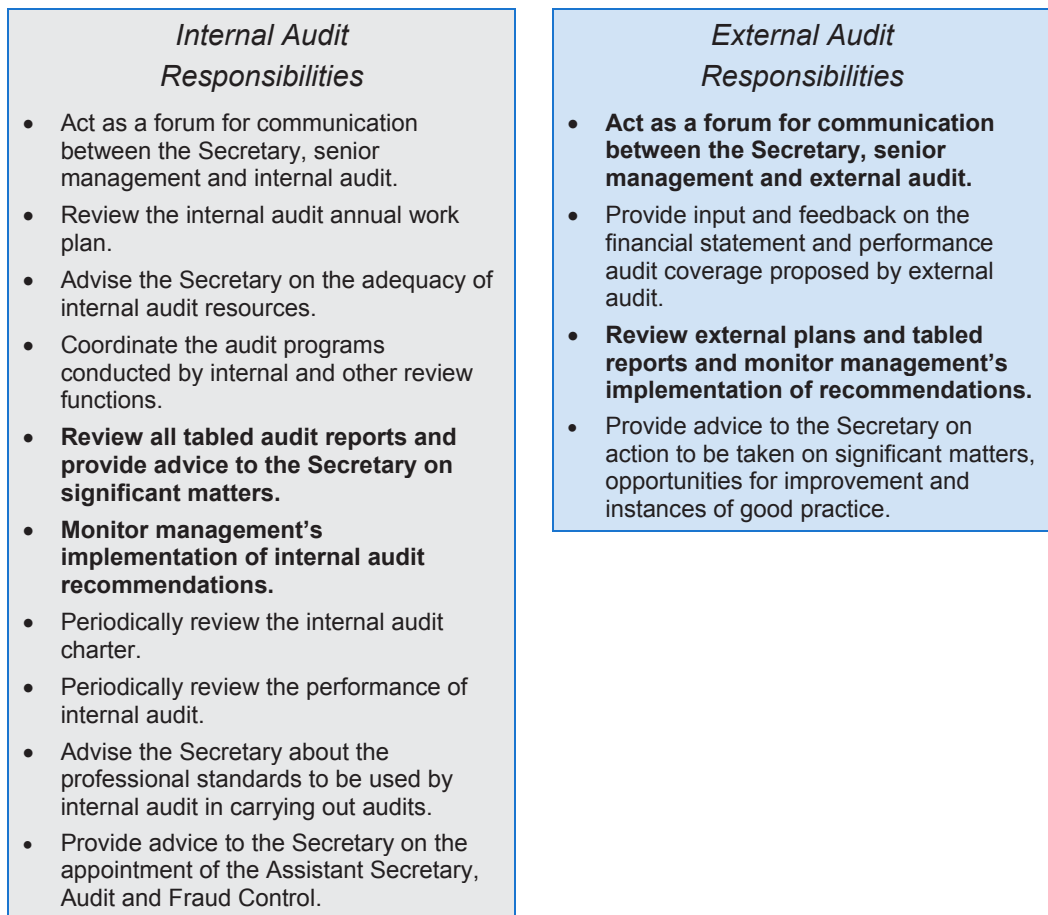 Internal Audit
Responsibilities
• Act as a forum for communication
between the Secretary, senior
management and internal audit.
• Review the internal audit annual work
plan.
• Advise the Secretary on the adequacy of
internal audit resources.
• Coordinate the audit programs
conducted by internal and other review
functions.
• Review all tabled audit reports and
provide advice to the Secretary on
significant matters.
• Monitor management’s
implementation of internal audit
recommendations.
• Periodically review the internal audit
charter.
• Periodically review the performance of
internal audit.
• Advise the Secretary about the
professional standards to be used by
internal audit in carrying out audits.
• Provide advice to the Secretary on the
appointment of the Assistant Secretary,
Audit and Fraud Control.
External Audit
Responsibilities
• Act as a forum for communication
between the Secretary, senior
management and external audit.
• Provide input and feedback on the
financial statement and performance
audit coverage proposed by external
audit.
• Review external plans and tabled
reports and monitor management’s
implementation of recommendations.
• Provide advice to the Secretary on
action to be taken on significant matters,
opportunities for improvement and
instances of good practice.